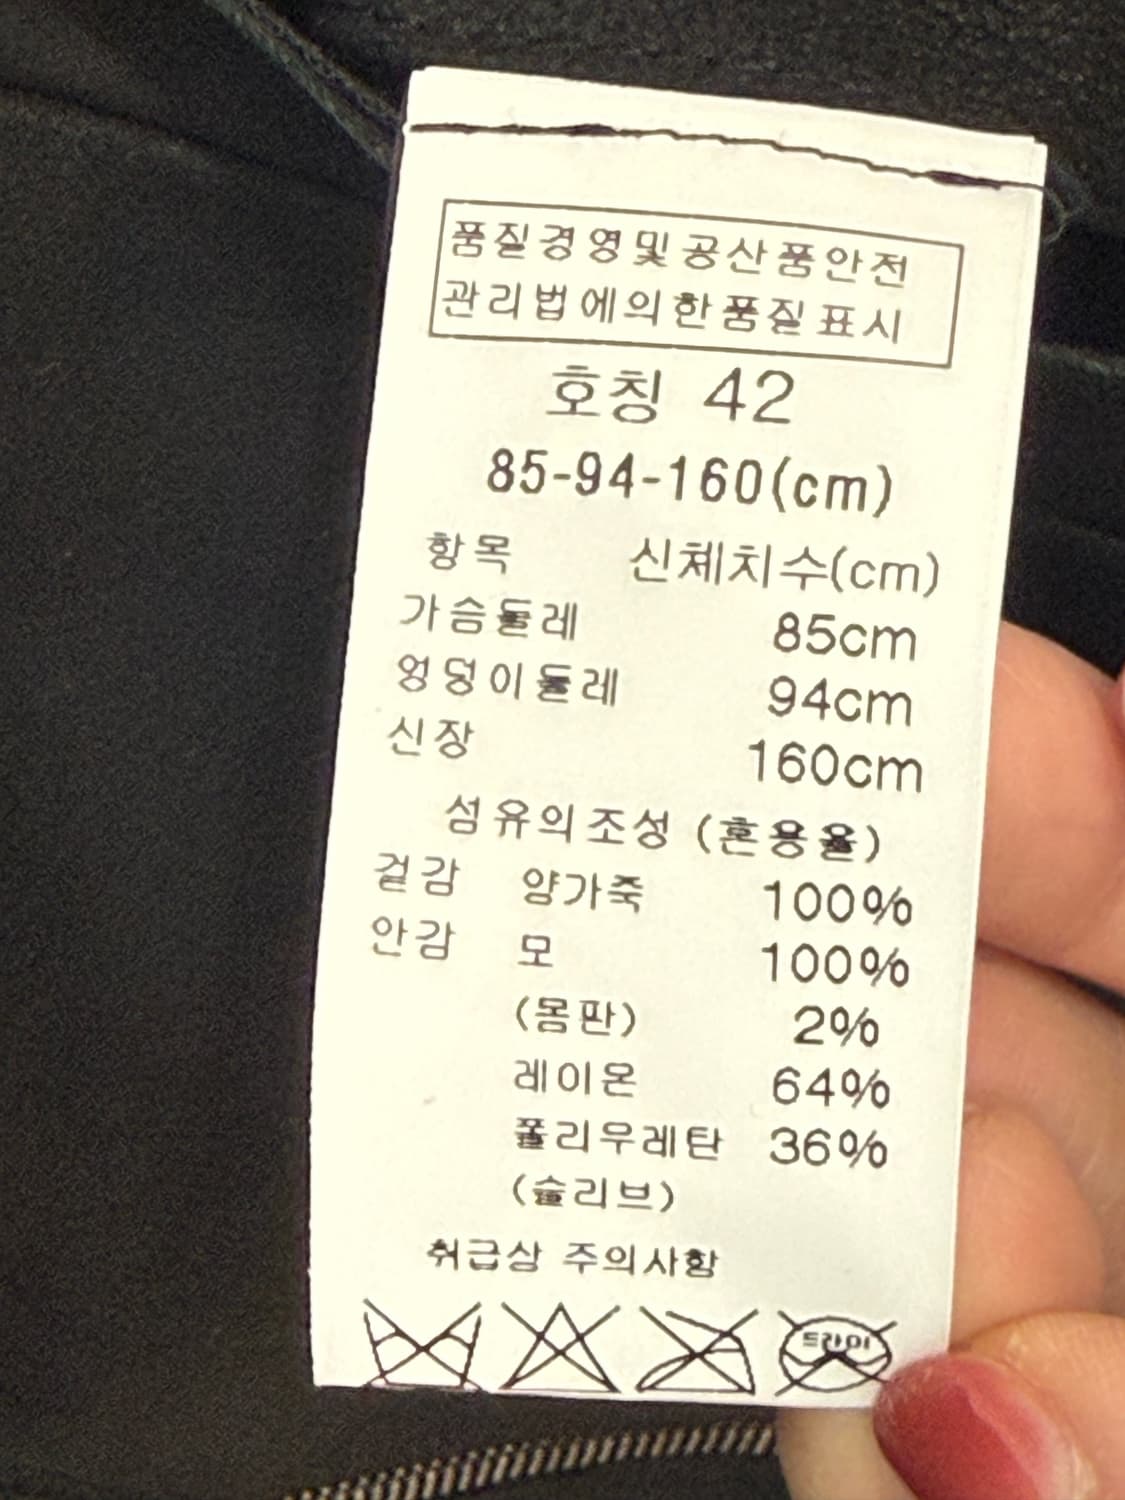 품질경영및공산품안전
관리법에의한품질표시
호칭 42
85-94-160(cm)
항목 신체치수(cm)
가슴둘레 85cm
엉덩이둘레 94cm
신장 160cm
섬유의조성 (혼용율)
겉감 양가죽 100%
안감 모 100%
(몸판) 2%
레이온 64%
폴리우레탄 36%
(슬리브)
취급상 주의사항
드라이